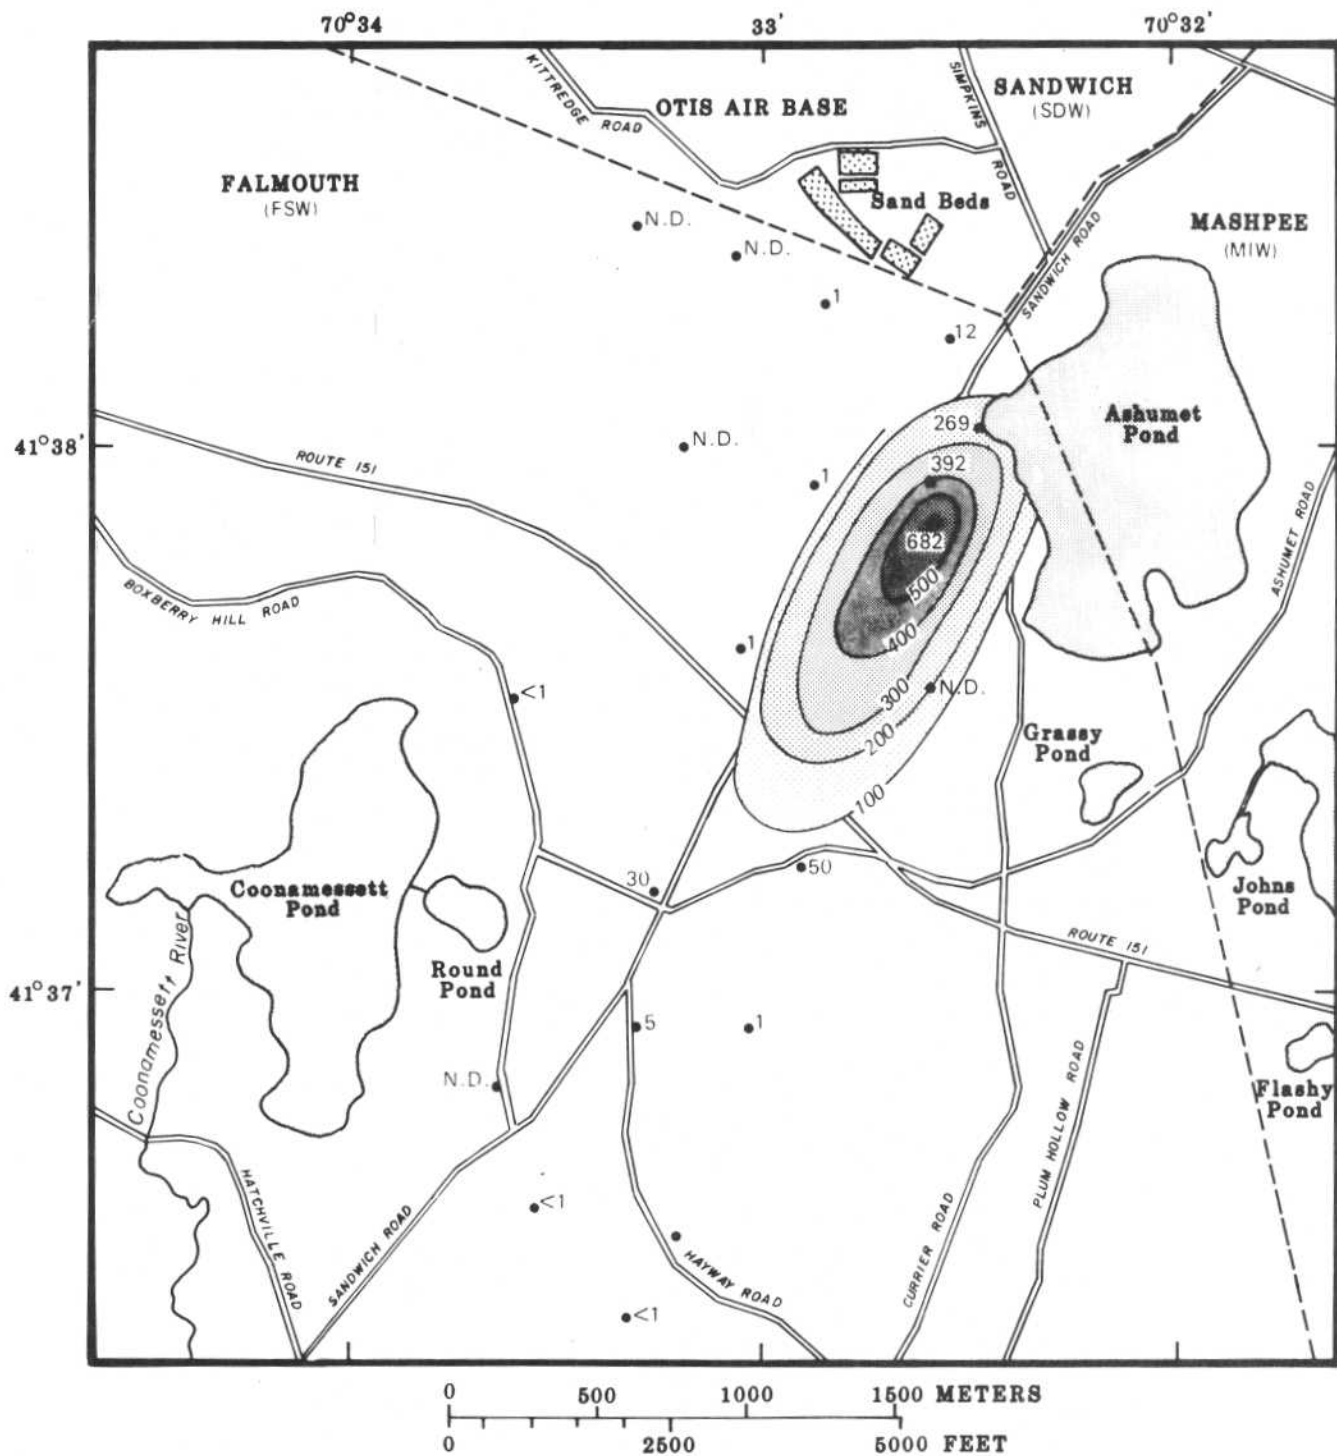 70°34
33'
70°32'
KITTREDGE ROAD
OTIS AIR BASE
SIMPKINS ROAD
SANDWICH
(SDW)
FALMOUTH
(FSW)
Sand Beds
SANDWICH ROAD
MASHPEE
(MIW)
N.D.
N.D.
1
12
41°38'
ROUTE 151
N.D.
1
269
392
Ashumet
Pond
ASHUMET ROAD
682
500
400
300
200
100
BOXBERRY HILL ROAD
1
<1
N.D.
Grassy
Pond
Coonamessett
Pond
30
50
Johns
Pond
Round
Pond
ROUTE 151
41°37'
Coonamessett River
5
1
N.D.
PLUM HOLLOW ROAD
Flashy
Pond
HATCHVILLE ROAD
SANDWICH ROAD
<1
HAYWAY ROAD
CURRIER ROAD
<1
0 500 1000 1500 METERS
0 2500 5000 FEET